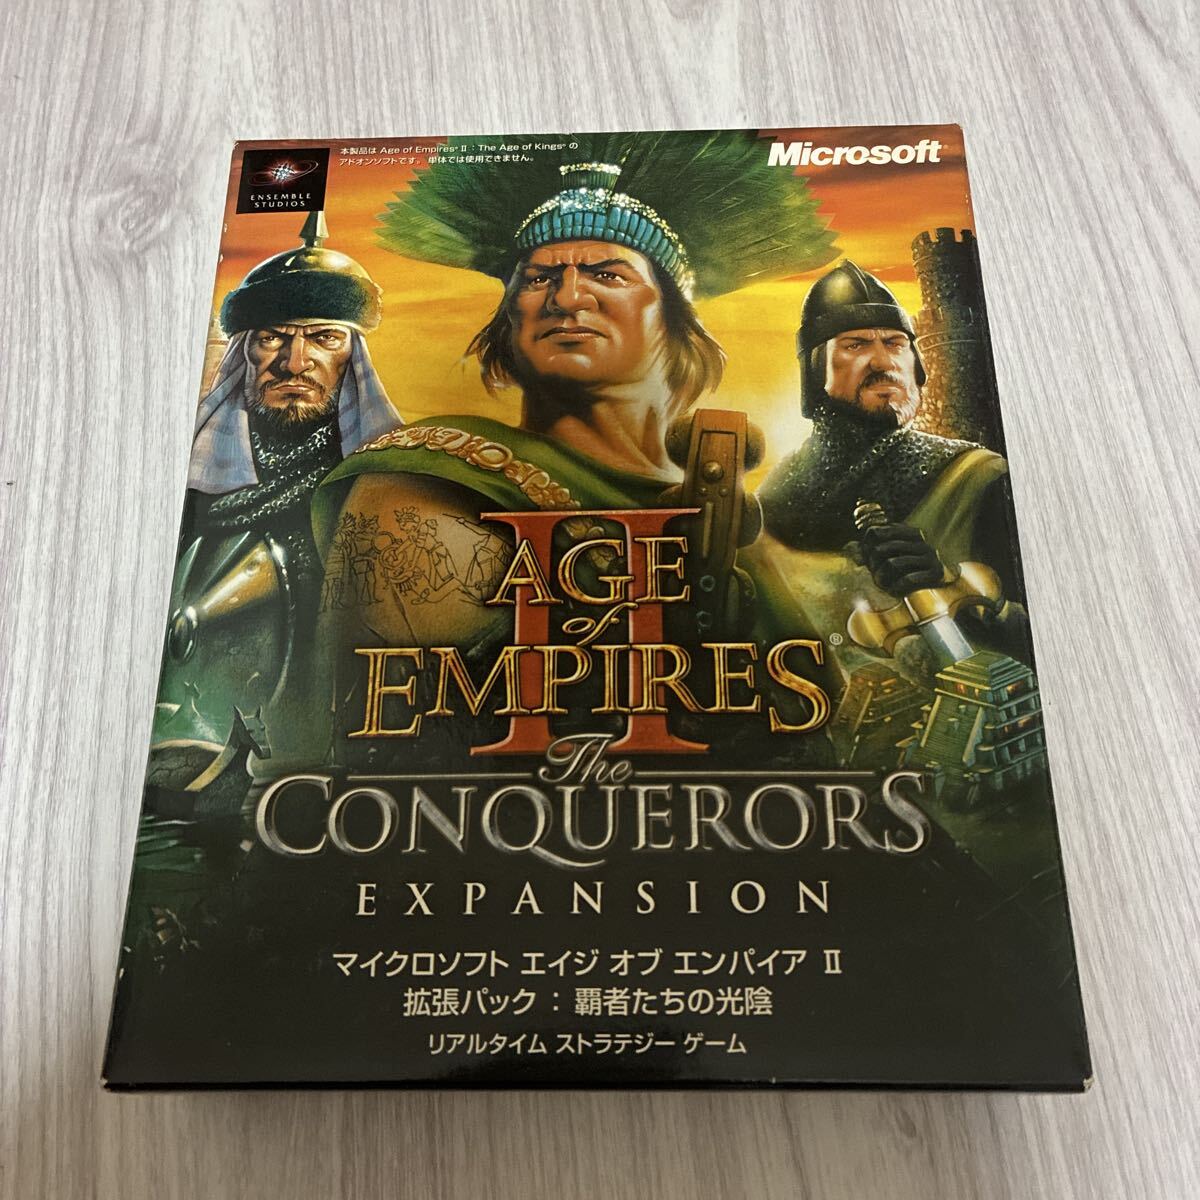 ENSEMBLE
STUDIOS
本製品は Age of Empires® II : The Age of Kings® の
アドオンソフトです。単体では使用できません。
Microsoft®
II
AGE
of
EMPIRES®
The
CONQUERORS
EXPANSION
マイクロソフト エイジ オブ エンパイア II
拡張パック : 覇者たちの光陰
リアルタイム ストラテジー ゲーム